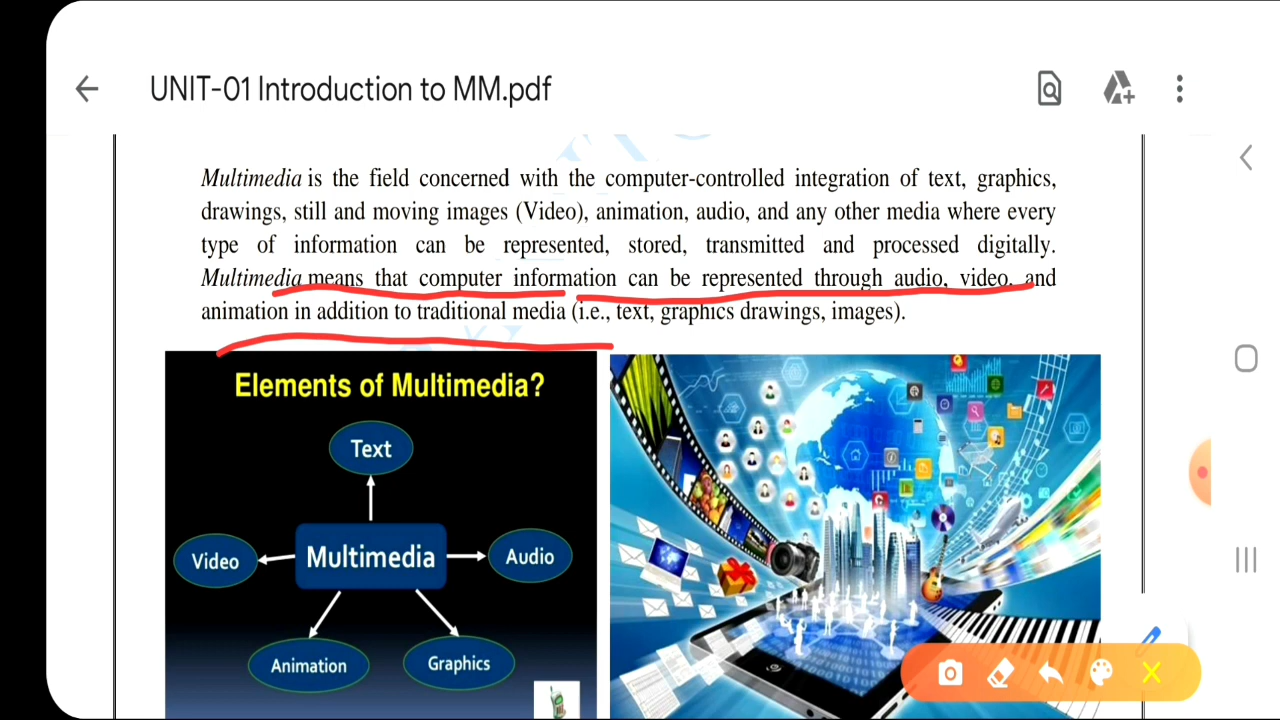 UNIT-01 Introduction to MM.pdf
Multimedia is the field concerned with the computer-controlled integration of text, graphics,
drawings, still and moving images (Video), animation, audio, and any other media where every
type of information can be represented, stored, transmitted and processed digitally.
Multimedia means that computer information can be represented through audio, video, and
animation in addition to traditional media (i.e., text, graphics drawings, images).
Elements of Multimedia?
Text
Video
Multimedia
Audio
Animation
Graphics